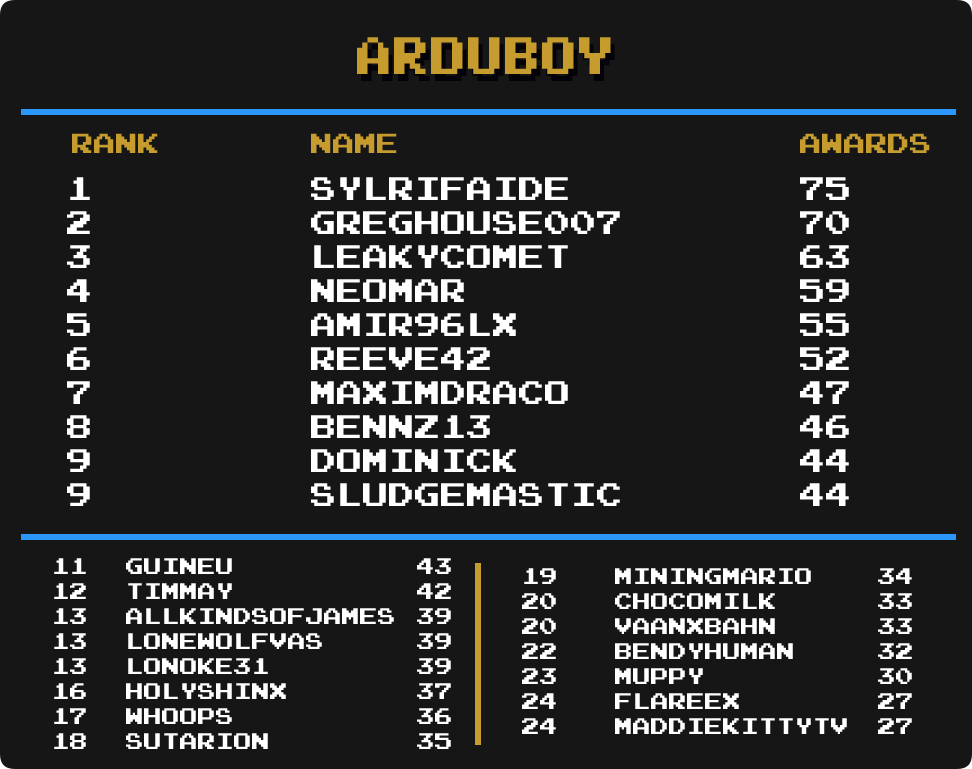 ARDUBOY
RANK NAME AWARDS
1 SYLRIFAIDE 75
2 GREGHOUSE007 70
3 LEAKYCOMET 63
4 NEOMAR 59
5 AMIR96LX 55
6 REEVE42 52
7 MAXIMDRACO 47
8 BENNZ13 46
9 DOMINICK 44
9 SLUDGEMASTIC 44
11 GUINEU 43
12 TIMMAY 42
13 ALLKINDSOFJAMES 39
13 LONEWOLFVAS 39
13 LONOKE31 39
16 HOLYSHINX 37
17 WHOOPS 36
18 SUTARION 35
19 MININGMARIO 34
20 CHOCOMILK 33
20 VAANXBAHN 33
22 BENDYHUMAN 32
23 MUPPY 30
24 FLAREEX 27
24 MADDIEKITTYTV 27